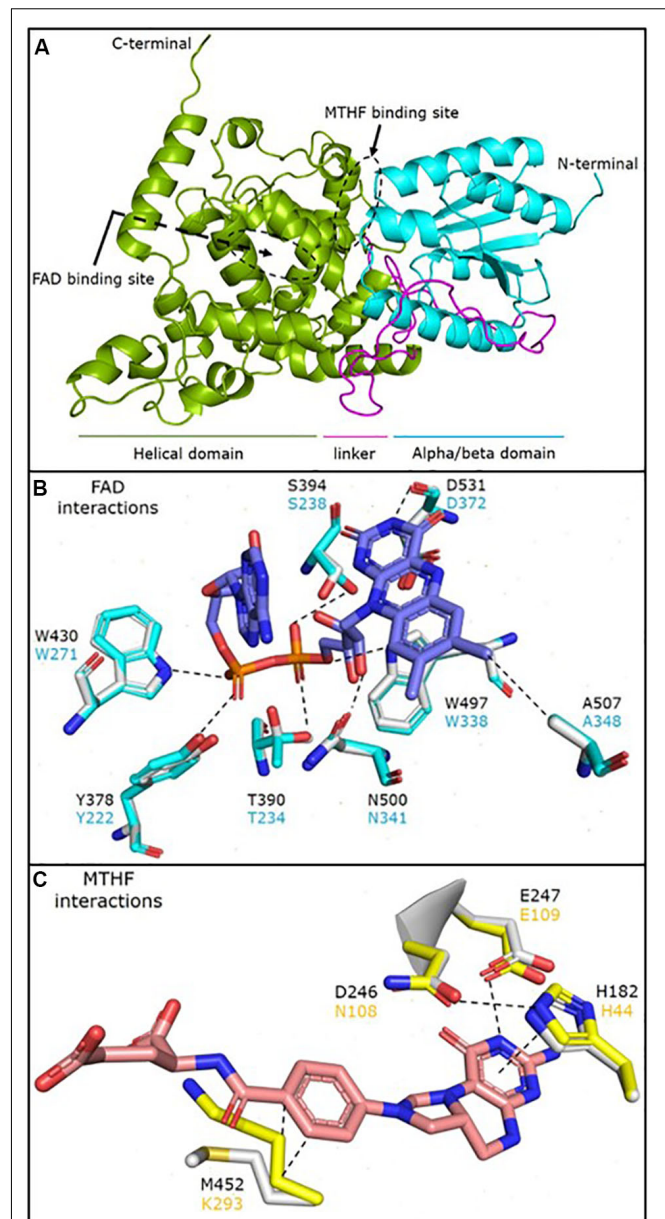 A
C-terminal
MTHF binding site
N-terminal
FAD binding site
Helical domain
linker
Alpha/beta domain
B
FAD
interactions
S394
S238
D531
D372
W430
W271
W497
W338
A507
A348
Y378
Y222
T390
T234
N500
N341
C
MTHF
interactions
E247
E109
D246
N108
H182
H44
M452
K293